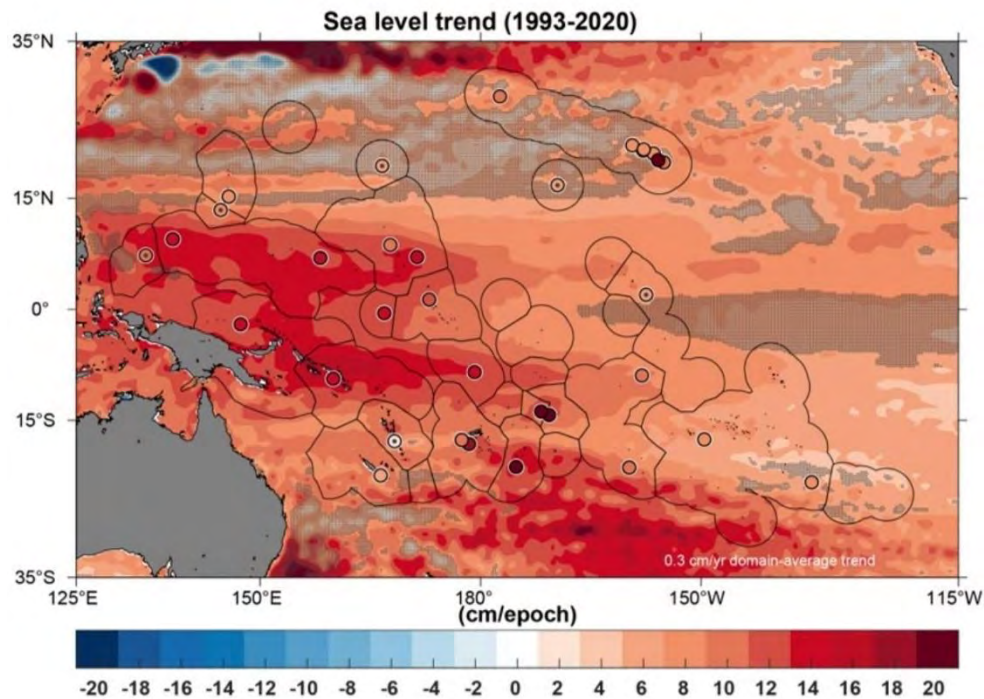 Sea level trend (1993-2020)
35°N
15°N
0°
15°S
35°S
0.3 cm/yr domain-average trend
125°E 150°E 180° 150°W 115°W
(cm/epoch)
-20 -18 -16 -14 -12 -10 -8 -6 -4 -2 0 2 4 6 8 10 12 14 16 18 20